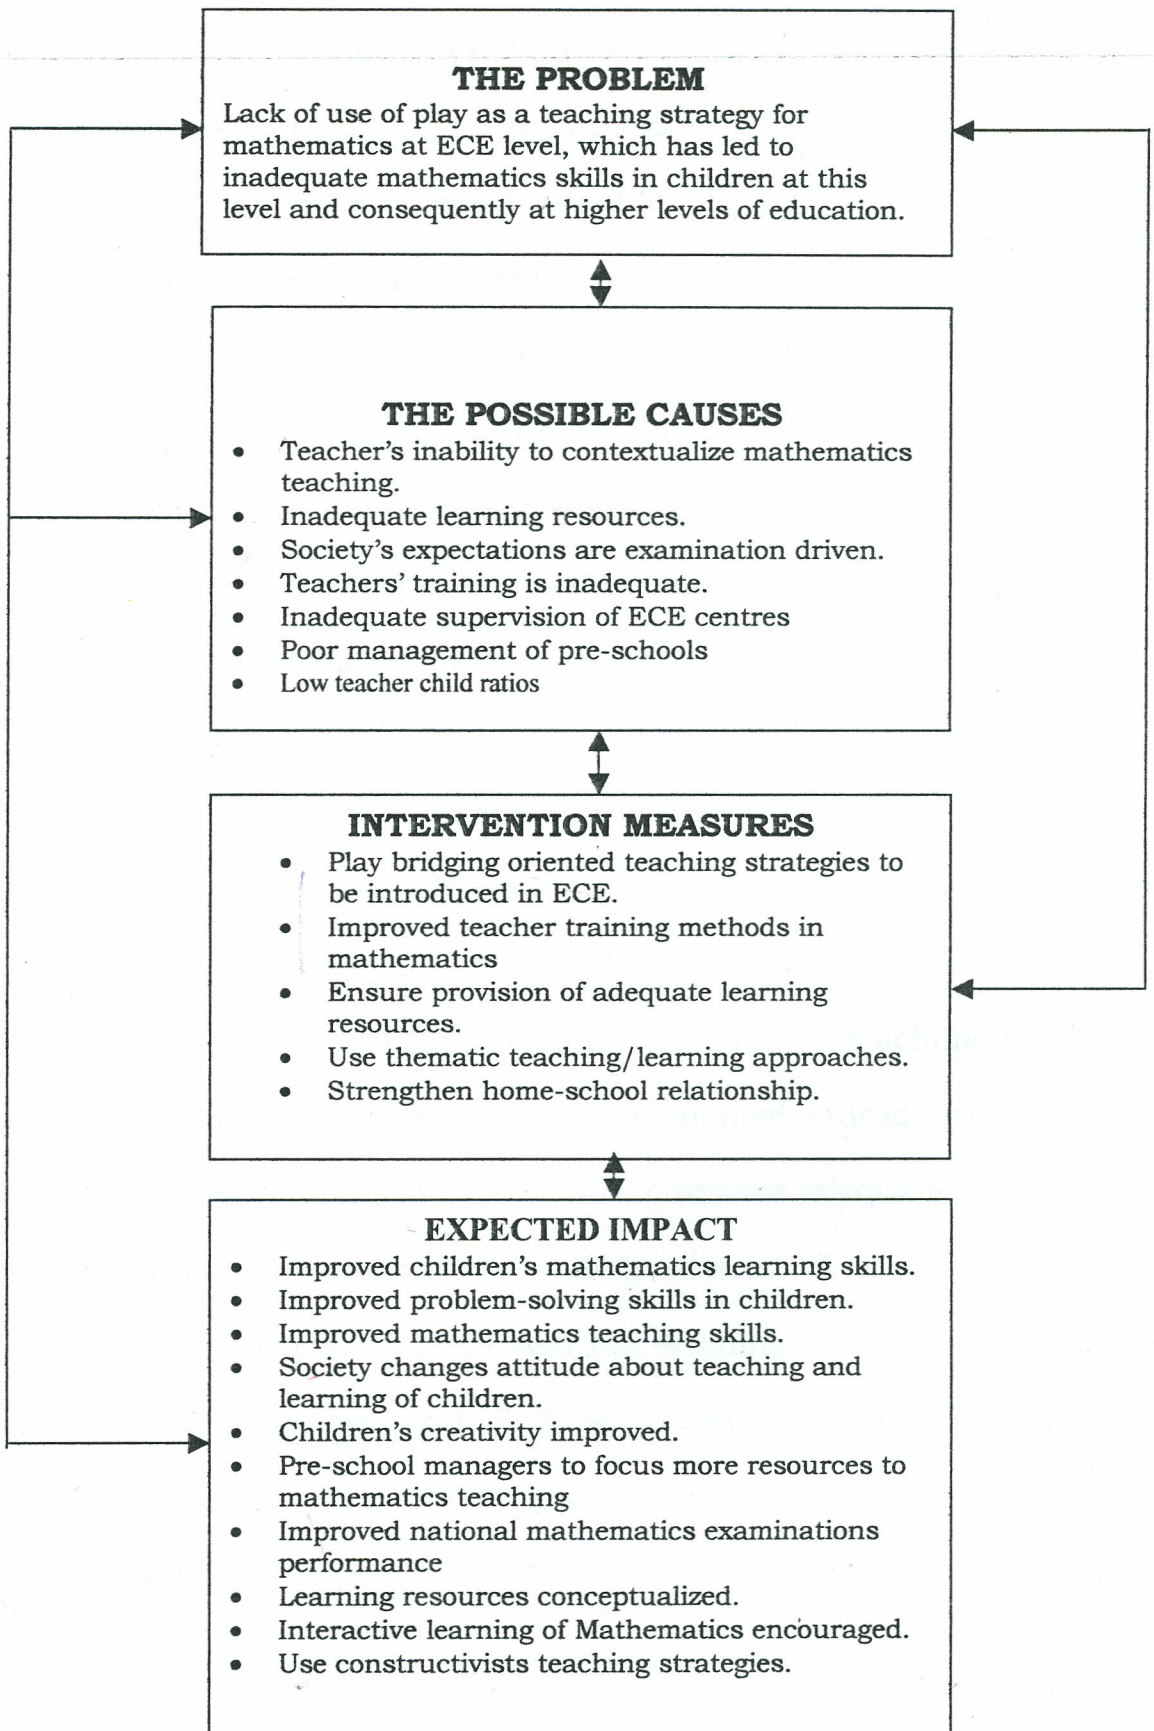 THE PROBLEM
Lack of use of play as a teaching strategy for
mathematics at ECE level, which has led to
inadequate mathematics skills in children at this
level and consequently at higher levels of education.
THE POSSIBLE CAUSES
• Teacher's inability to contextualize mathematics
teaching.
• Inadequate learning resources.
• Society's expectations are examination driven.
• Teachers' training is inadequate.
• Inadequate supervision of ECE centres
• Poor management of pre-schools
• Low teacher child ratios
INTERVENTION MEASURES
• Play bridging oriented teaching strategies to
be introduced in ECE.
• Improved teacher training methods in
mathematics
• Ensure provision of adequate learning
resources.
• Use thematic teaching/learning approaches.
• Strengthen home-school relationship.
EXPECTED IMPACT
• Improved children's mathematics learning skills.
• Improved problem-solving skills in children.
• Improved mathematics teaching skills.
• Society changes attitude about teaching and
learning of children.
• Children's creativity improved.
• Pre-school managers to focus more resources to
mathematics teaching
• Improved national mathematics examinations
performance
• Learning resources conceptualized.
• Interactive learning of Mathematics encouraged.
• Use constructivists teaching strategies.